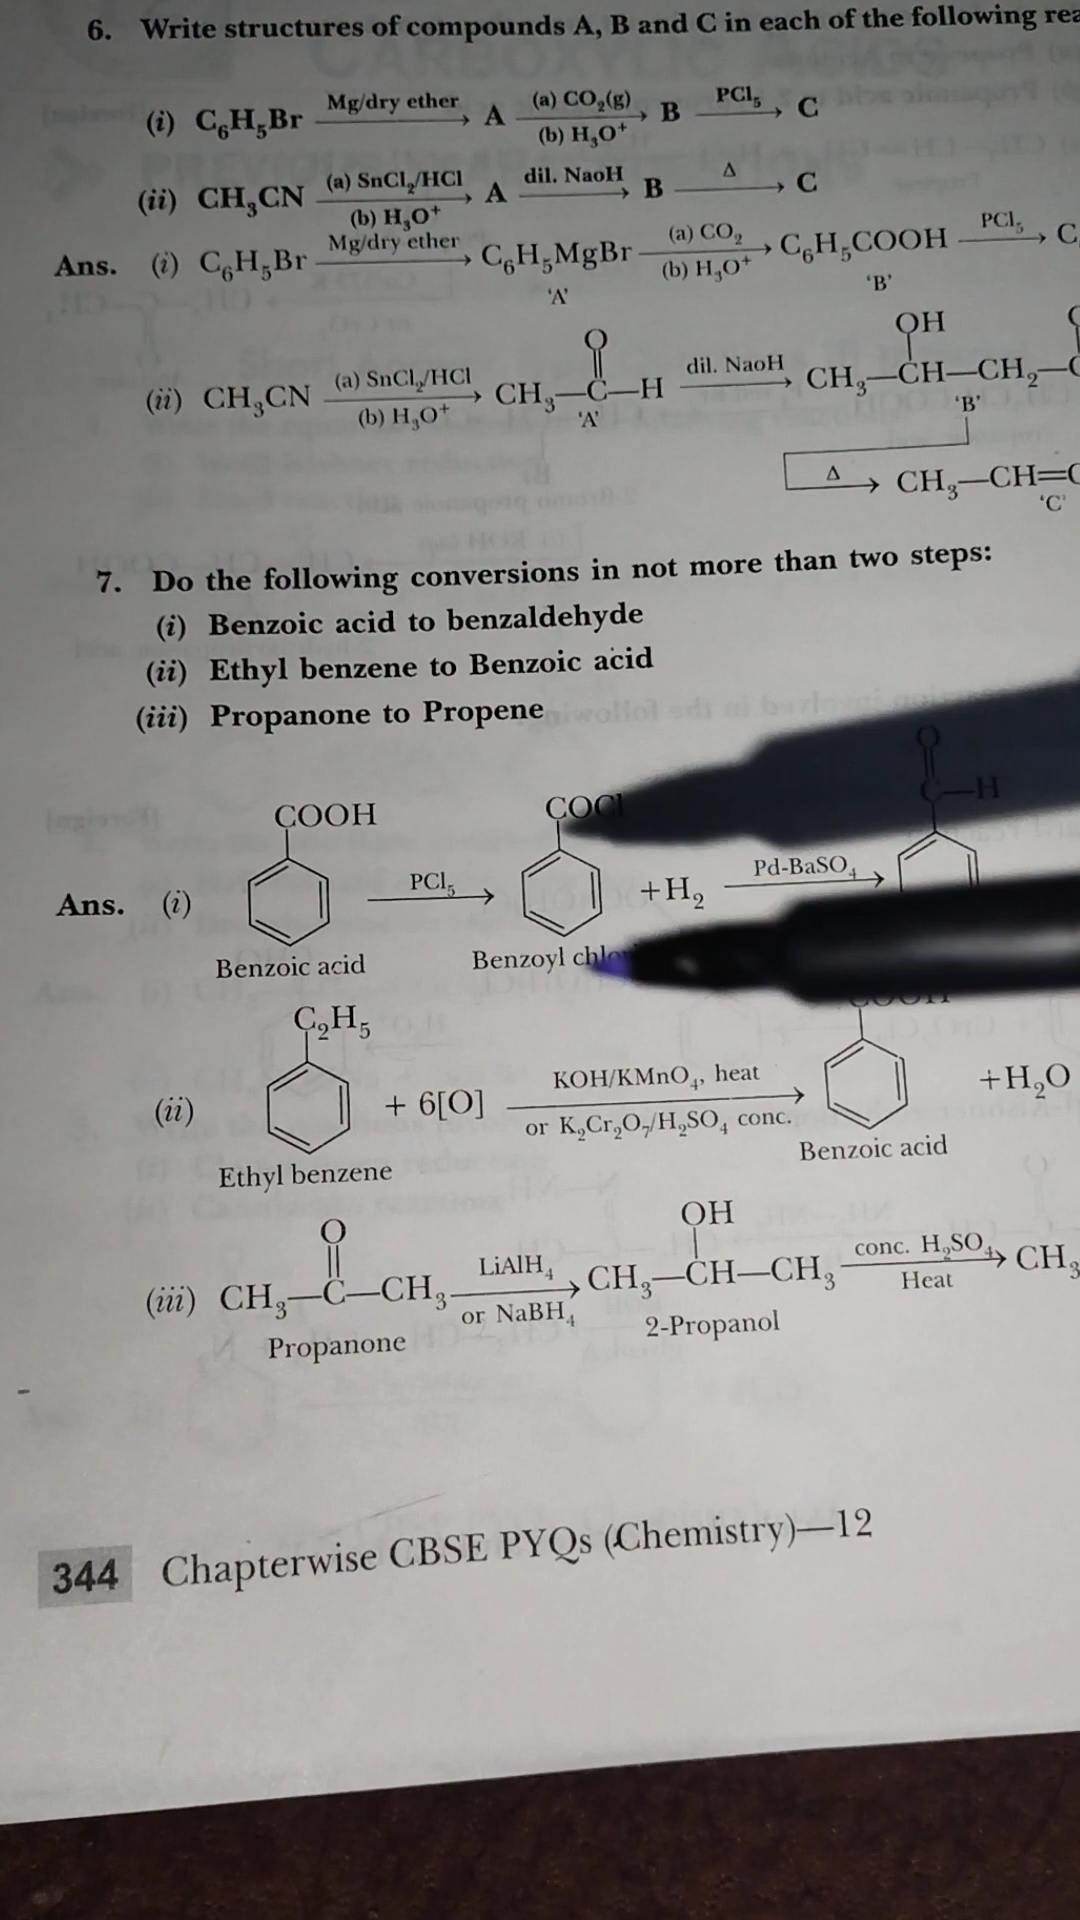 6. Write structures of compounds A, B and C in each of the following
(i) C₆H₅Br Mg/dry ether → A (a) CO₂(g) (b) H₃O⁺ → B PCl₅ → C
(ii) CH₃CN (a) SnCl₂/HCl (b) H₃O⁺ → A dil. NaoH → B Δ → C
Ans. (i) C₆H₅Br Mg/dry ether → C₆H₅MgBr (a) CO₂ (b) H₃O⁺ → C₆H₅COOH PCl₅ →
'A' 'B'
O OH
(ii) CH₃CN (a) SnCl₂/HCl (b) H₃O⁺ → CH₃—C—H dil. NaoH → CH₃—CH—CH₂—
'A' 'B'
Δ → CH₃—CH=
'C'
7. Do the following conversions in not more than two steps:
(i) Benzoic acid to benzaldehyde
(ii) Ethyl benzene to Benzoic acid
(iii) Propanone to Propene
O
COOH COCl C—H
Ans. (i) PCl₅ → +H₂ Pd-BaSO₄ →
Benzoic acid Benzoyl
C₂H₅ COOH
(ii) + 6[O] KOH/KMnO₄, heat → or K₂Cr₂O₇/H₂SO₄ conc. +H₂O
Ethyl benzene Benzoic acid
O OH
(iii) CH₃—C—CH₃ LiAlH₄ or NaBH₄ → CH₃—CH—CH₃ conc. H₂SO₄ Heat → CH₃
Propanone 2-Propanol
344 Chapterwise CBSE PYQs (Chemistry)—12